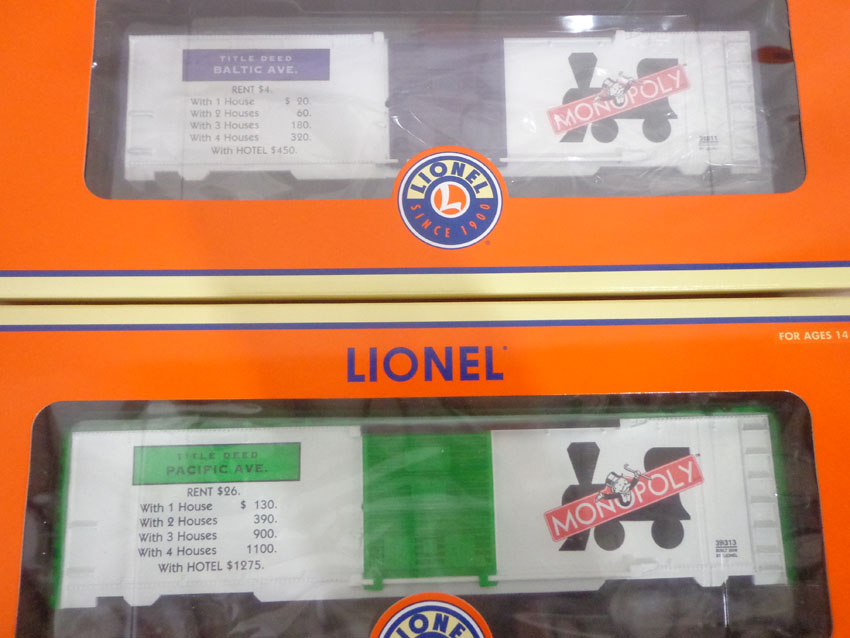 TITLE DEED
BALTIC AVE.
RENT $4.
With 1 House $ 20.
With 2 Houses 60.
With 3 Houses 180.
With 4 Houses 320.
With HOTEL $450.
MONOPOLY
LIONEL
L
SINCE 1900
LIONEL
FOR AGES 14
TITLE DEED
PACIFIC AVE.
RENT $26.
With 1 House $ 130.
With 2 Houses 390.
With 3 Houses 900.
With 4 Houses 1100.
With HOTEL $1275.
MONOPOLY
39313
LIONE